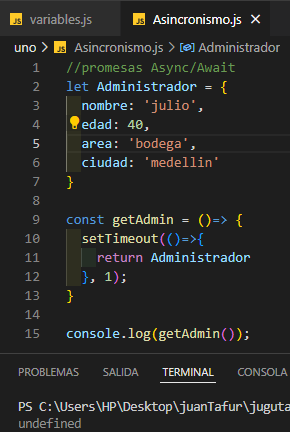 JS variables.js
JS Asincronismo.js ×
uno > JS Asincronismo.js > Administrador
1 //promesas Async/Await
2 let Administrador = {
3 nombre: 'julio',
4 edad: 40,
5 area: 'bodega',
6 ciudad: 'medellin'
7 }
8
9 const getAdmin = ()=> {
10 setTimeout(()=>{
11 return Administrador
12 }, 1);
13 }
14
15 console.log(getAdmin());
PROBLEMAS SALIDA TERMINAL CONSOLA
PS C:\Users\HP\Desktop\juanTafur\juguta
undefined